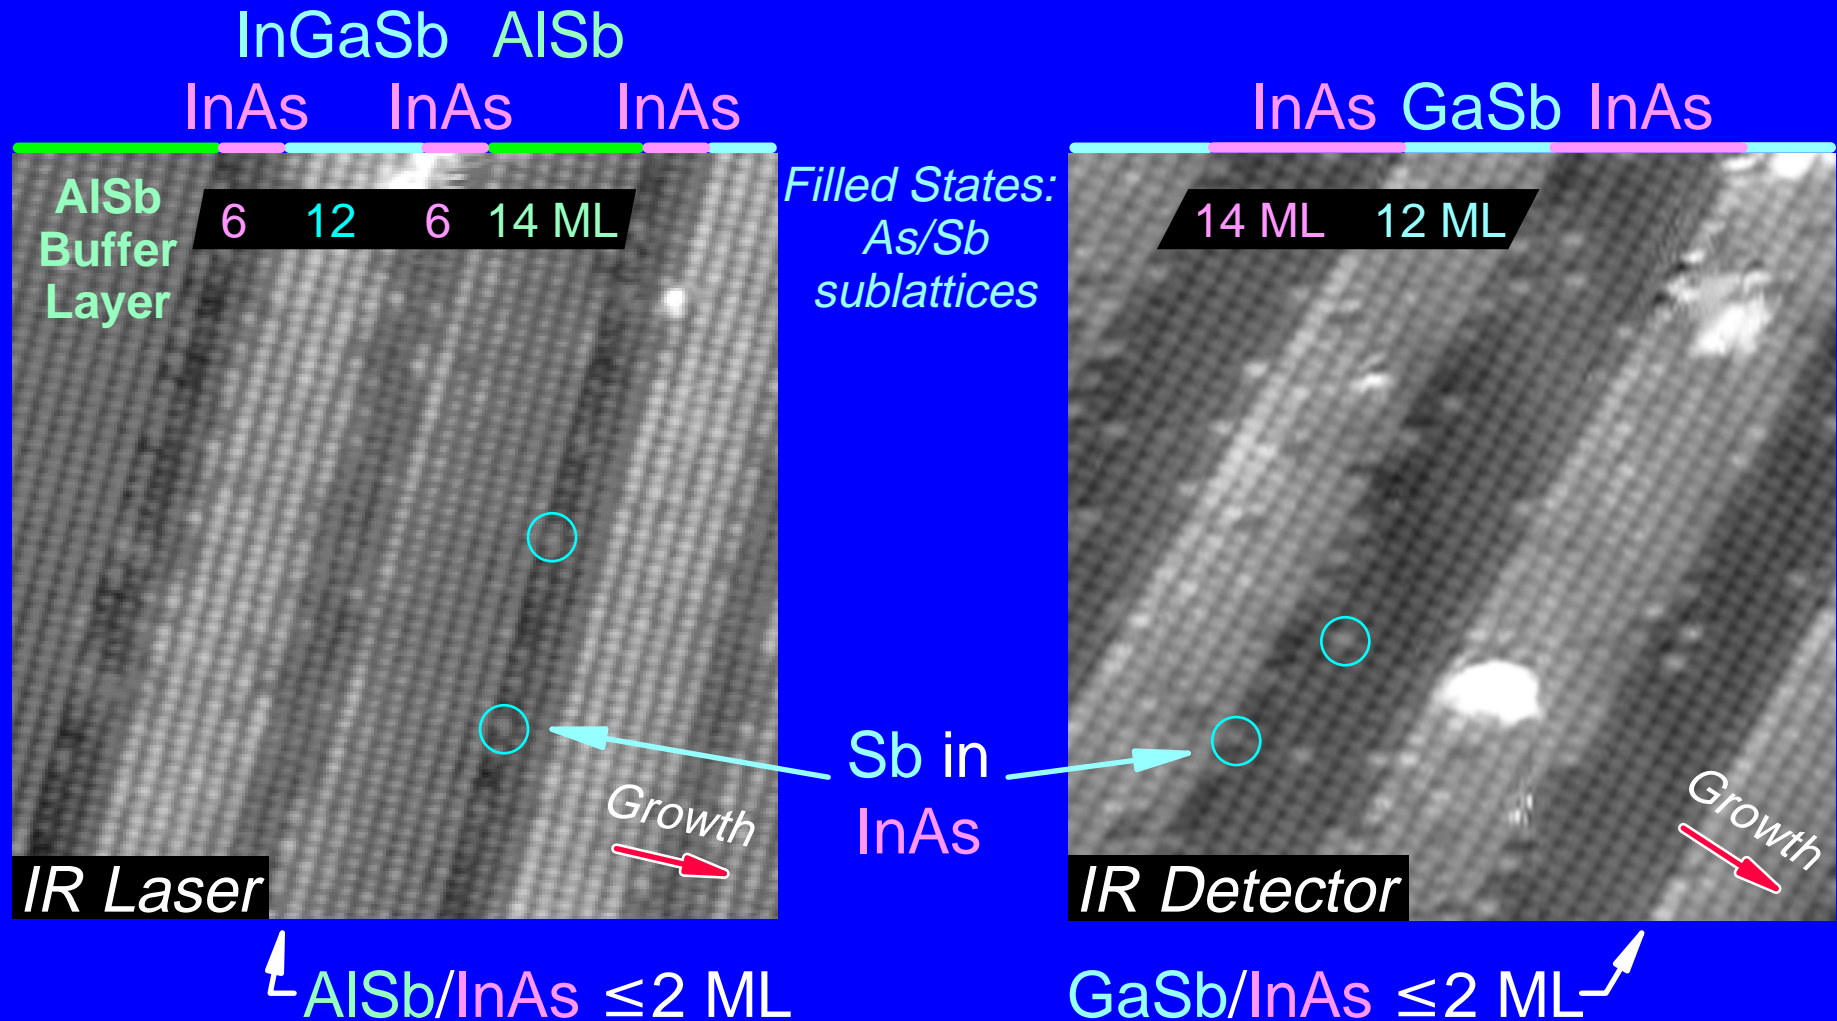 InGaSb AlSb
InAs InAs InAs
AlSb
Buffer
Layer
6 12 6 14 ML
Growth
IR Laser
AlSb/InAs ≤2 ML
Filled States:
As/Sb
sublattices
Sb in
InAs
InAs GaSb InAs
14 ML 12 ML
Growth
IR Detector
GaSb/InAs ≤2 ML